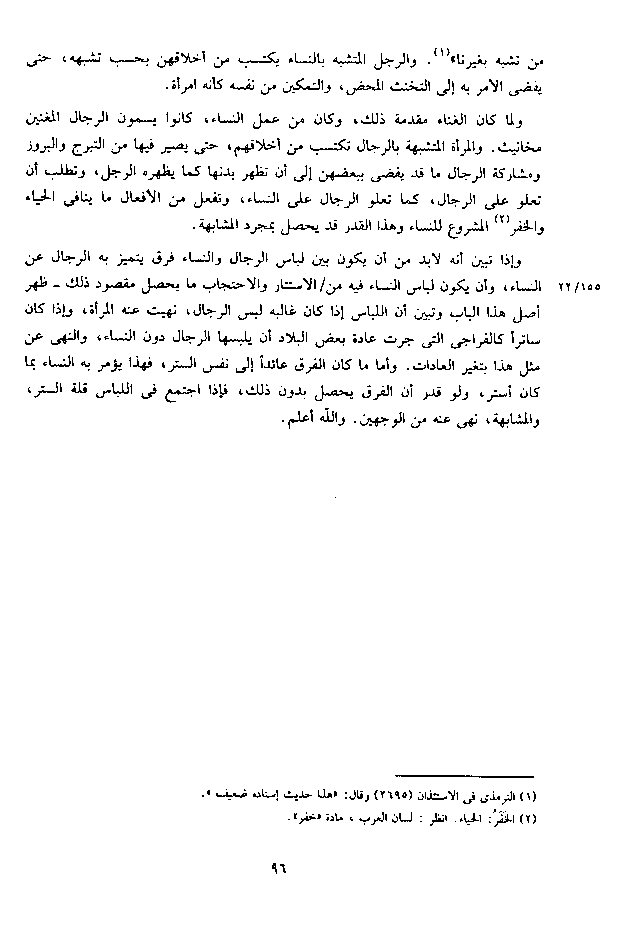 من تشبه بغيرنا»(١). والرجل المتشبه بالنساء يكتسب من أخلاقهن بحسب تشبهه، حتى
يفضى الأمر به إلى التخنث المحض، والتمكين من نفسه كأنه امرأة.
ولما كان الغناء مقدمة ذلك، وكان من عمل النساء، كانوا يسمون الرجال المغنين
مخانيث. والمرأة المتشبهة بالرجال تكتسب من أخلاقهم، حتى يصير فيها من التبرج والبروز
ومشاركة الرجال ما قد يفضى ببعضهن إلى أن تظهر بدنها كما يظهره الرجل، وتطلب أن
تعلو على الرجال، كما تعلو الرجال على النساء، وتفعل من الأفعال ما ينافى الحياء
والخفر(٢) المشروع للنساء وهذا القدر قد يحصل بمجرد المشابهة.
وإذا تبين أنه لابد من أن يكون بين لباس الرجال والنساء فرق يتميز به الرجال عن
٢٢/١٥٥ النساء، وأن يكون لباس النساء فيه من/ الاستتار والاحتجاب ما يحصل مقصود ذلك ـ ظهر
أصل هذا الباب وتبين أن اللباس إذا كان غالبه لبس الرجال، نهيت عنه المرأة، وإذا كان
ساتراً كالفراجى التى جرت عادة بعض البلاد أن يلبسها الرجال دون النساء، والنهى عن
مثل هذا بتغير العادات. وأما ما كان الفرق عائداً إلى نفس الستر، فهذا يؤمر به النساء بما
كان أستر، ولو قدر أن الفرق يحصل بدون ذلك، فإذا اجتمع فى اللباس قلة الستر،
والمشابهة، نهى عنه من الوجهين. والله أعلم.
(١) الترمذى فى الاستئذان (٢٦٩٥) وقال: «هذا حديث إسناده ضعيف».
(٢) الخَفَرُ: الحياء. انظر : لسان العرب ، مادة «خفر».
٩٦